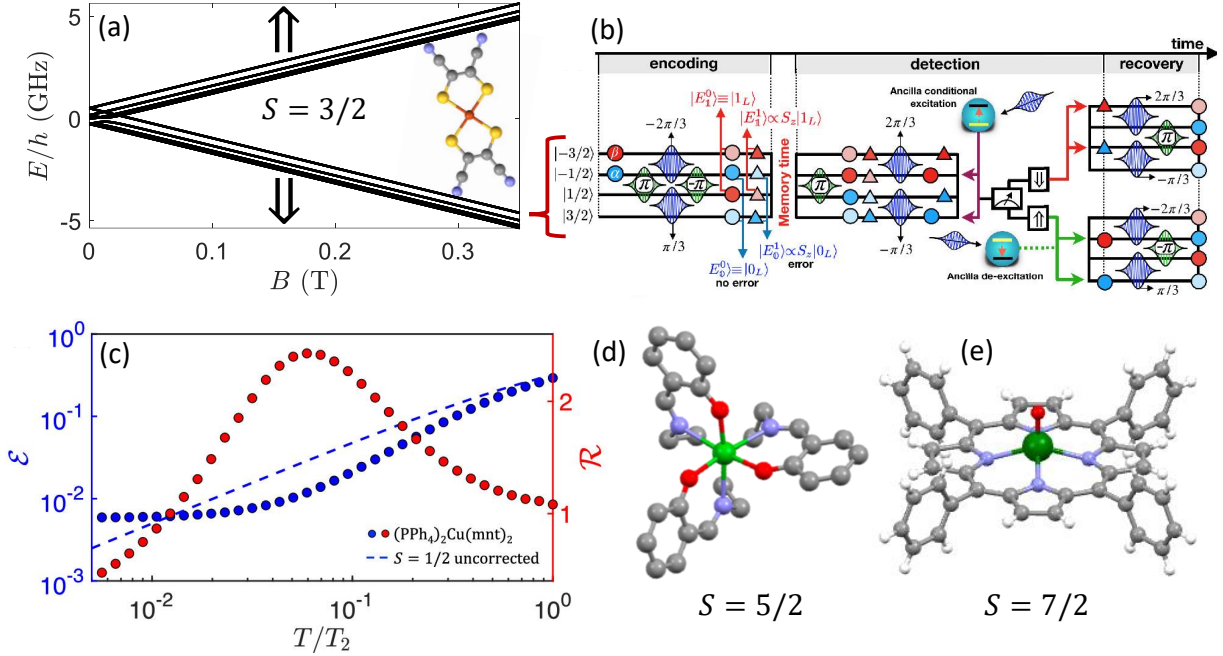 (a)
E/h (GHz)
5
0
-5
S = 3/2
0
0.1
0.2
0.3
B (T)
(b)
time
encoding
detection
recovery
|E_1^0⟩≡|1_L⟩
|E_1^1⟩∝S_z|1_L⟩
-2π/3
2π/3
Ancilla conditional
excitation
2π/3
|-3/2⟩
β
|-1/2⟩
α
|1/2⟩
π
-π
|3/2⟩
π/3
Memory time
π
-π/3
π
-π/3
⇓
⇑
-2π/3
-π
π/3
|E_0^1⟩∝S_z|0_L⟩
error
E_0^0⟩≡|0_L⟩
no error
Ancilla de-excitation
(c)
ℰ
10^0
10^-1
10^-2
10^-3
2
1
ℛ
(PPh4)2Cu(mnt)2
S = 1/2 uncorrected
10^-2
10^-1
10^0
T/T_2
(d)
S = 5/2
(e)
S = 7/2